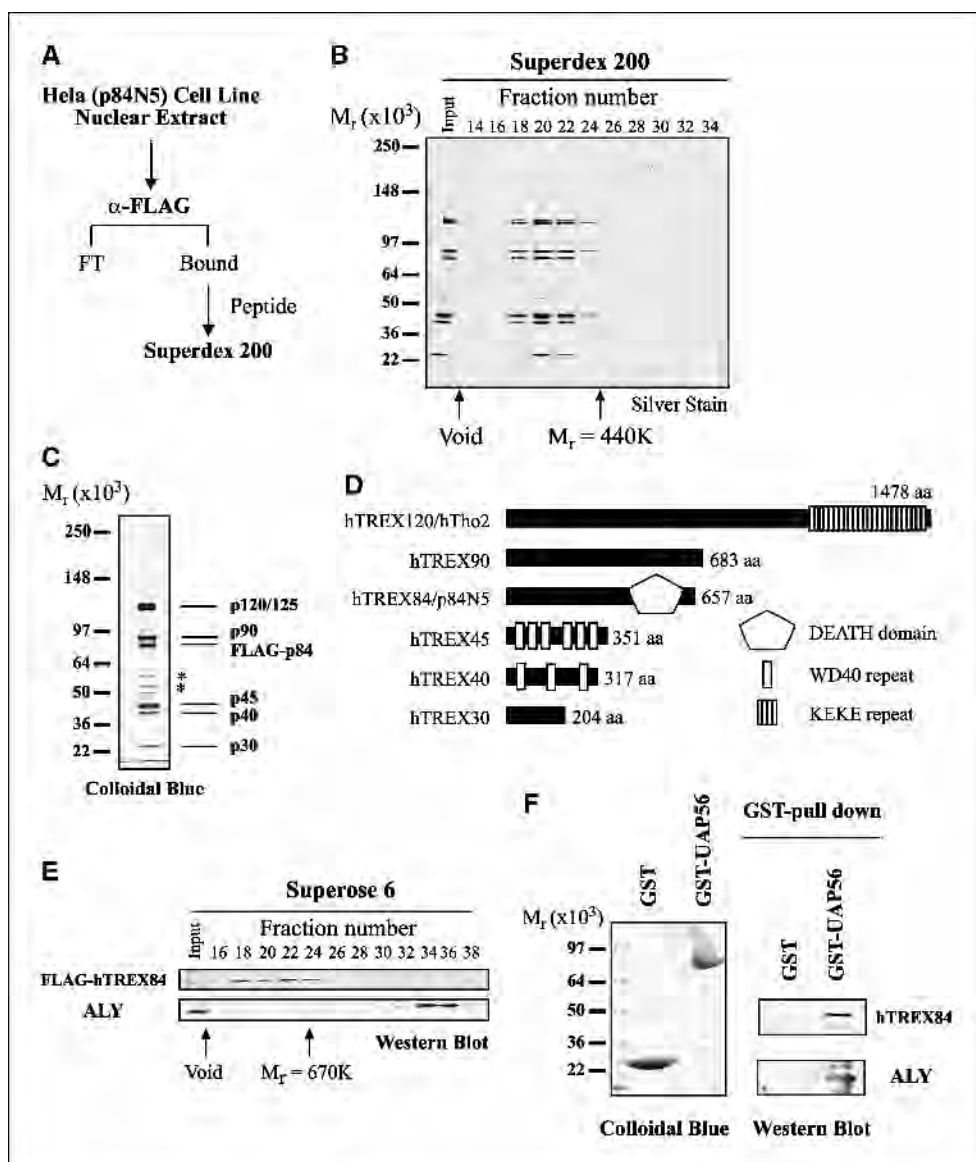 A
Hela (p84N5) Cell Line
Nuclear Extract
α-FLAG
FT Bound
Peptide
Superdex 200
B
Superdex 200
Fraction number
Mr (x10³)
Input 14 16 18 20 22 24 26 28 30 32 34
250
148
97
64
50
36
22
Silver Stain
Void Mr = 440K
C
Mr (x10³)
250
148
97
64
50
36
22
p120/125
p90
FLAG-p84
*
*
p45
p40
p30
Colloidal Blue
D
1478 aa
hTREX120/hTho2
hTREX90 683 aa
hTREX84/p84N5 657 aa
hTREX45 351 aa
hTREX40 317 aa
hTREX30 204 aa
DEATH domain
WD40 repeat
KEKE repeat
E
Superose 6
Fraction number
Input 16 18 20 22 24 26 28 30 32 34 36 38
FLAG-hTREX84
ALY
Western Blot
Void Mr = 670K
F
GST-pull down
GST
GST-UAP56
GST
GST-UAP56
Mr (x10³)
97
64
50
36
22
hTREX84
ALY
Colloidal Blue Western Blot